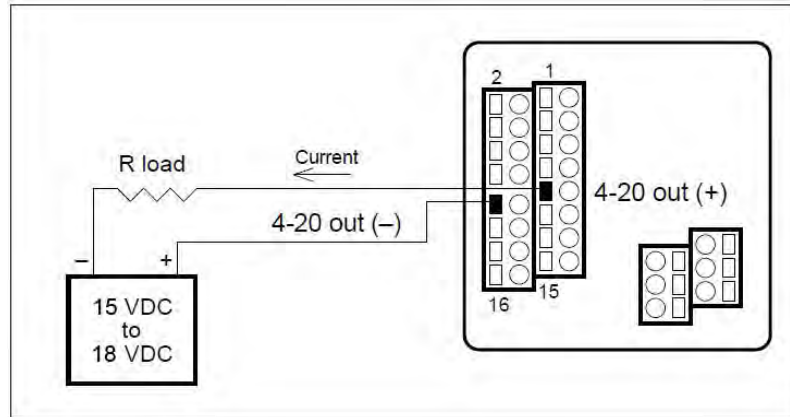 2 1
R load
Current
4-20 out (+)
4-20 out (–)
– +
15 VDC
to
18 VDC
16 15